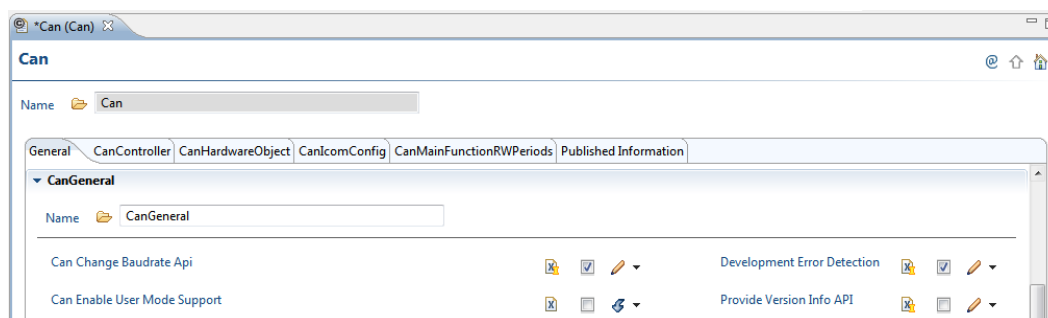 *Can (Can)
Can
Name Can
General CanController CanHardwareObject CanIcomConfig CanMainFunctionRWPeriods Published Information
CanGeneral
Name CanGeneral
Can Change Baudrate Api Development Error Detection
Can Enable User Mode Support Provide Version Info API